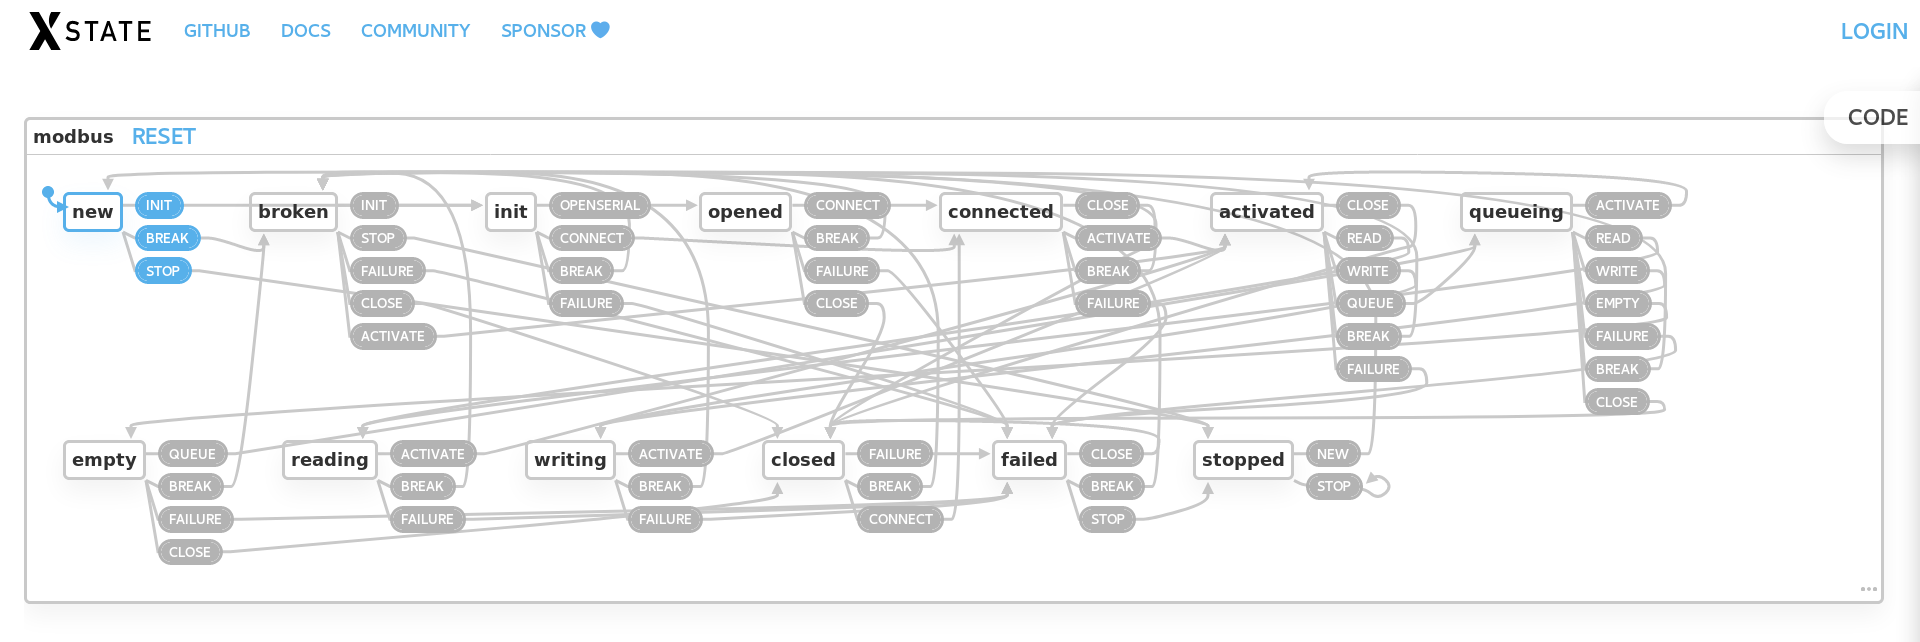 XSTATE GITHUB DOCS COMMUNITY SPONSOR LOGIN
CODE
modbus RESET
new
INIT
BREAK
STOP
broken
INIT
STOP
FAILURE
CLOSE
ACTIVATE
init
OPENSERIAL
CONNECT
BREAK
FAILURE
opened
CONNECT
BREAK
FAILURE
CLOSE
connected
CLOSE
ACTIVATE
BREAK
FAILURE
activated
CLOSE
READ
WRITE
QUEUE
BREAK
FAILURE
queueing
ACTIVATE
READ
WRITE
EMPTY
FAILURE
BREAK
CLOSE
empty
QUEUE
BREAK
FAILURE
CLOSE
reading
ACTIVATE
BREAK
FAILURE
writing
ACTIVATE
BREAK
FAILURE
closed
FAILURE
BREAK
CONNECT
failed
CLOSE
BREAK
STOP
stopped
NEW
STOP